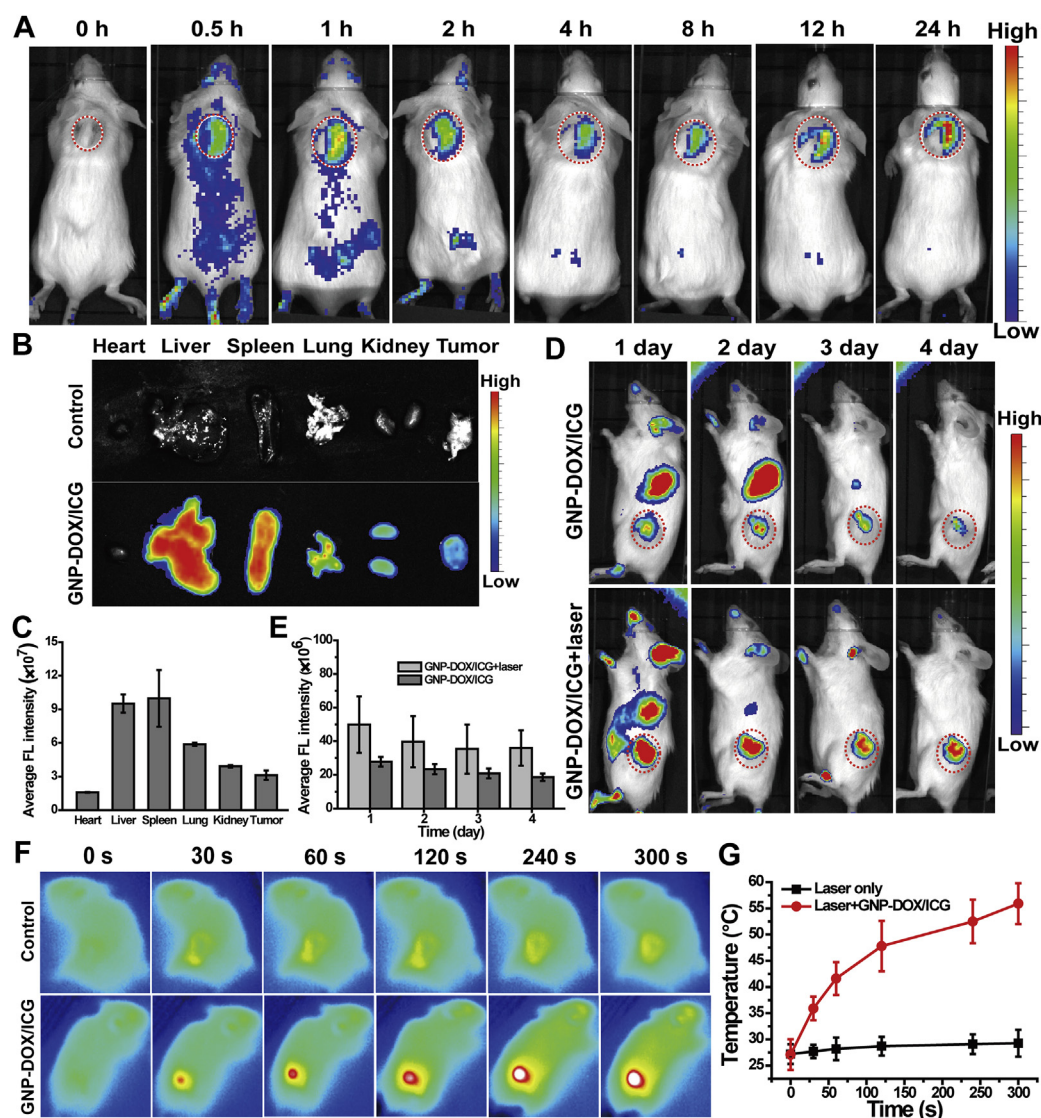 A
0 h 0.5 h 1 h 2 h 4 h 8 h 12 h 24 h
High
Low
B
Heart Liver Spleen Lung Kidney Tumor
Control
GNP-DOX/ICG
High
Low
D
1 day 2 day 3 day 4 day
GNP-DOX/ICG
GNP-DOX/ICG+laser
High
Low
C
Average FL intensity (×10⁷)
15
12
9
6
3
0
Heart Liver Spleen Lung Kidney Tumor
E
Average FL intensity (×10⁶)
100
80
60
40
20
0
GNP-DOX/ICG+laser
GNP-DOX/ICG
1 2 3 4
Time (day)
F
0 s 30 s 60 s 120 s 240 s 300 s
Control
GNP-DOX/ICG
G
Temperature (°C)
60
55
50
45
40
35
30
25
Laser only
Laser+GNP-DOX/ICG
0 50 100 150 200 250 300
Time (s)